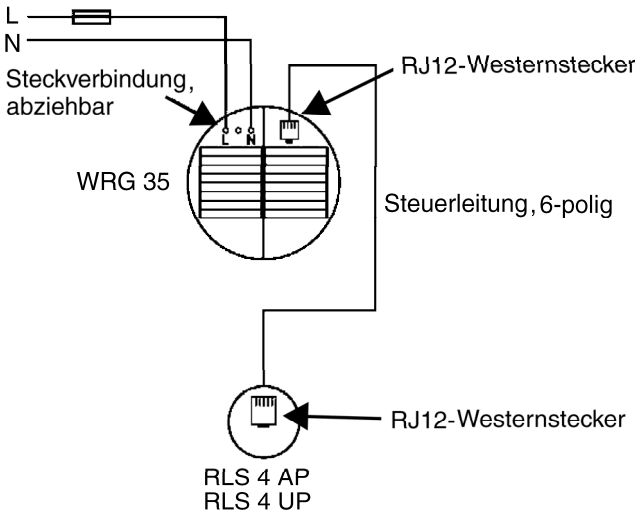 L
N
Steckverbindung,
abziehbar
RJ12-Westernstecker
L N
WRG 35
Steuerleitung, 6-polig
RJ12-Westernstecker
RLS 4 AP
RLS 4 UP